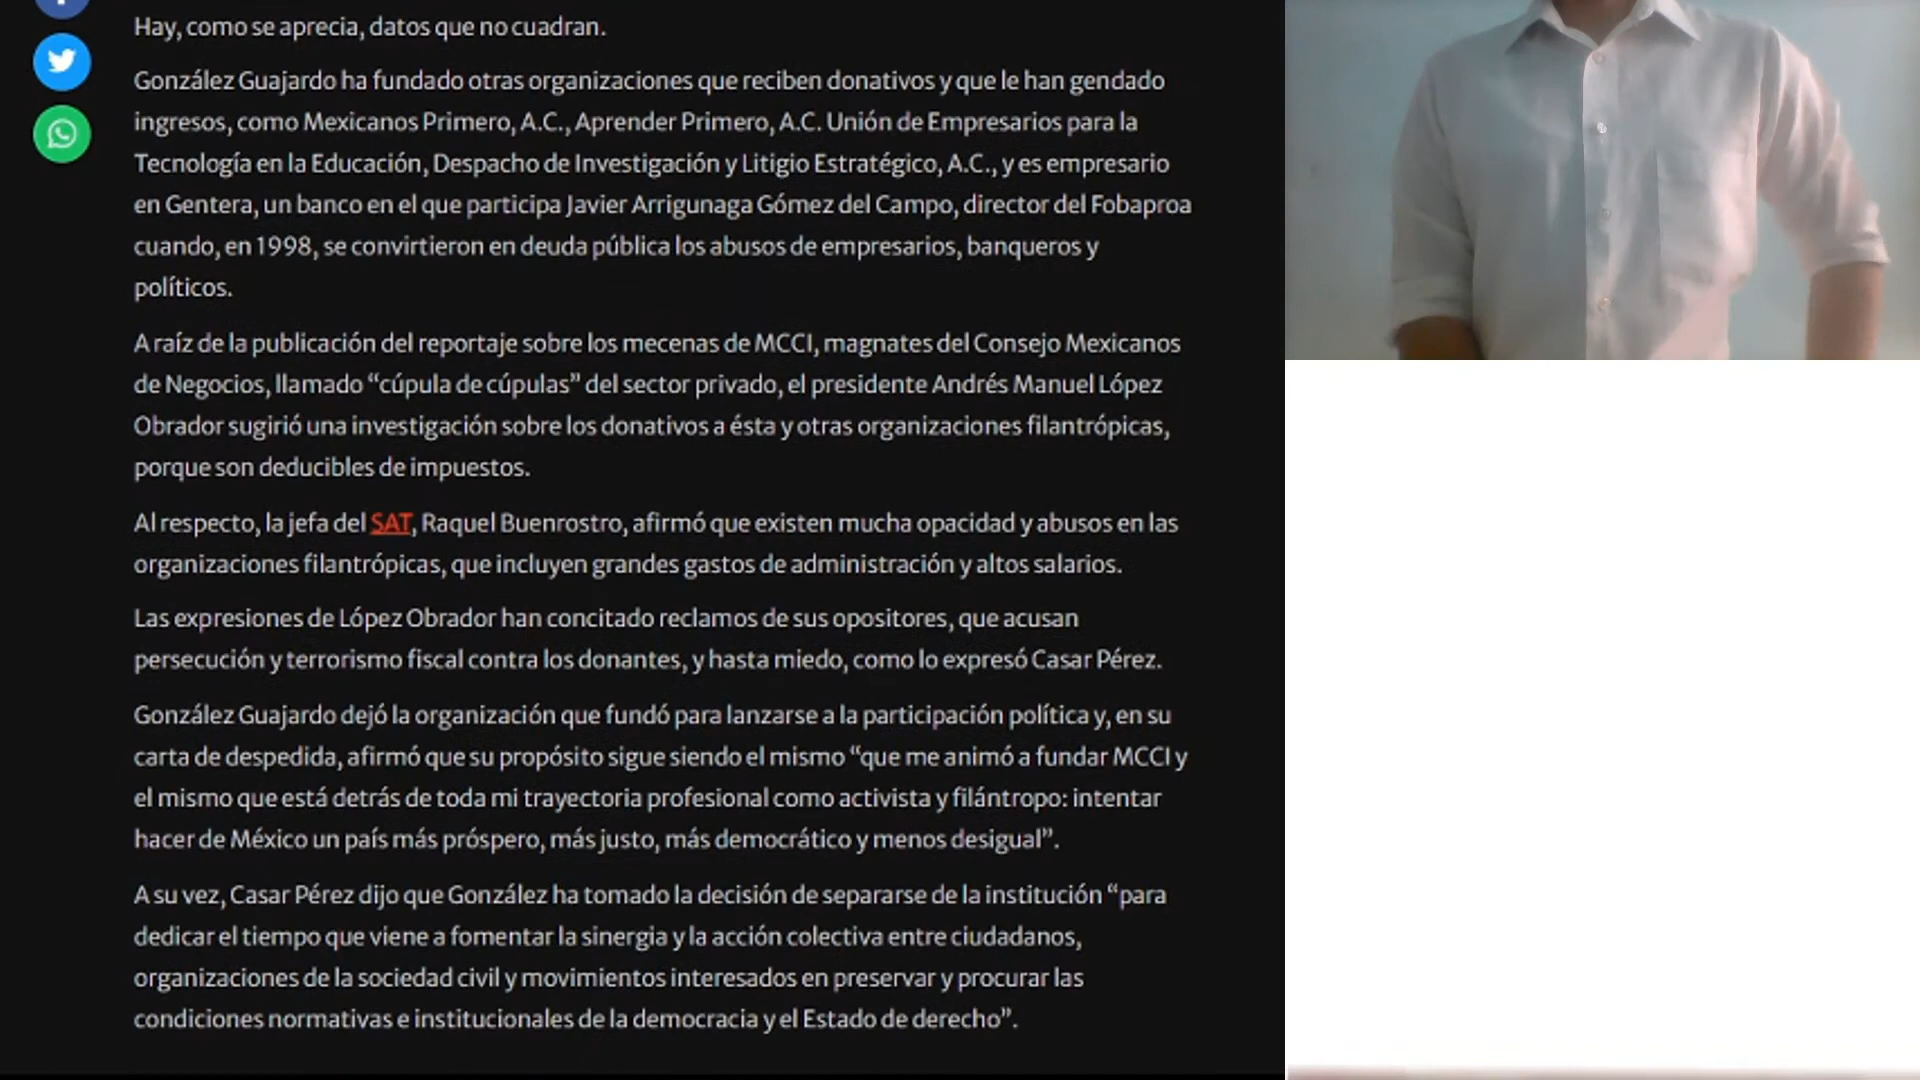 Hay, como se aprecia, datos que no cuadran.
González Guajardo ha fundado otras organizaciones que reciben donativos y que le han gendado
ingresos, como Mexicanos Primero, A.C., Aprender Primero, A.C. Unión de Empresarios para la
Tecnología en la Educación, Despacho de Investigación y Litigio Estratégico, A.C., y es empresario
en Gentera, un banco en el que participa Javier Arrigunaga Gómez del Campo, director del Fobaproa
cuando, en 1998, se convirtieron en deuda pública los abusos de empresarios, banqueros y
políticos.
A raíz de la publicación del reportaje sobre los mecenas de MCCI, magnates del Consejo Mexicanos
de Negocios, llamado “cúpula de cúpulas” del sector privado, el presidente Andrés Manuel López
Obrador sugirió una investigación sobre los donativos a ésta y otras organizaciones filantrópicas,
porque son deducibles de impuestos.
Al respecto, la jefa del SAT, Raquel Buenrostro, afirmó que existen mucha opacidad y abusos en las
organizaciones filantrópicas, que incluyen grandes gastos de administración y altos salarios.
Las expresiones de López Obrador han concitado reclamos de sus opositores, que acusan
persecución y terrorismo fiscal contra los donantes, y hasta miedo, como lo expresó Casar Pérez.
González Guajardo dejó la organización que fundó para lanzarse a la participación política y, en su
carta de despedida, afirmó que su propósito sigue siendo el mismo “que me animó a fundar MCCI y
el mismo que está detrás de toda mi trayectoria profesional como activista y filántropo: intentar
hacer de México un país más próspero, más justo, más democrático y menos desigual”.
A su vez, Casar Pérez dijo que González ha tomado la decisión de separarse de la institución “para
dedicar el tiempo que viene a fomentar la sinergia y la acción colectiva entre ciudadanos,
organizaciones de la sociedad civil y movimientos interesados en preservar y procurar las
condiciones normativas e institucionales de la democracia y el Estado de derecho”.